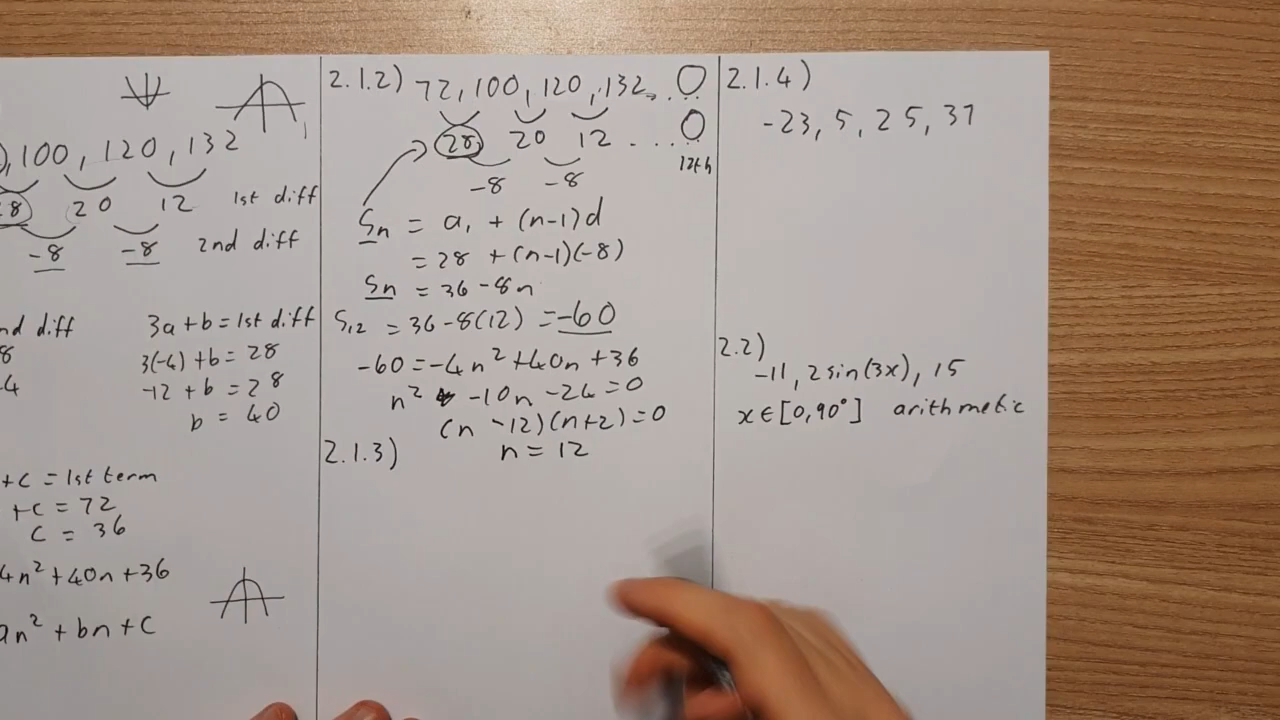 ,100, 120, 132
28 20 12 1st diff
-8 -8 2nd diff
nd diff
8
-4
3a+b=1st diff
3(-4)+b=28
-12+b=28
b=40
+c=1st term
+c=72
c=36
4n²+40n+36
an²+bn+c
2.1.2) 72,100,120,132,... 0
28 20 12 .... 0
12th
-8 -8
Sn = a₁ + (n-1)d
= 28 + (n-1)(-8)
Sn = 36-8n
S₁₂ = 36-8(12) = -60
-60=-4n²+40n+36
n² -10n -24=0
(n -12)(n+2)=0
n = 12
2.1.3)
2.1.4)
-23, 5, 25, 37
2.2)
-11, 2sin(3x), 15
x∈[0,90°] arithmetic